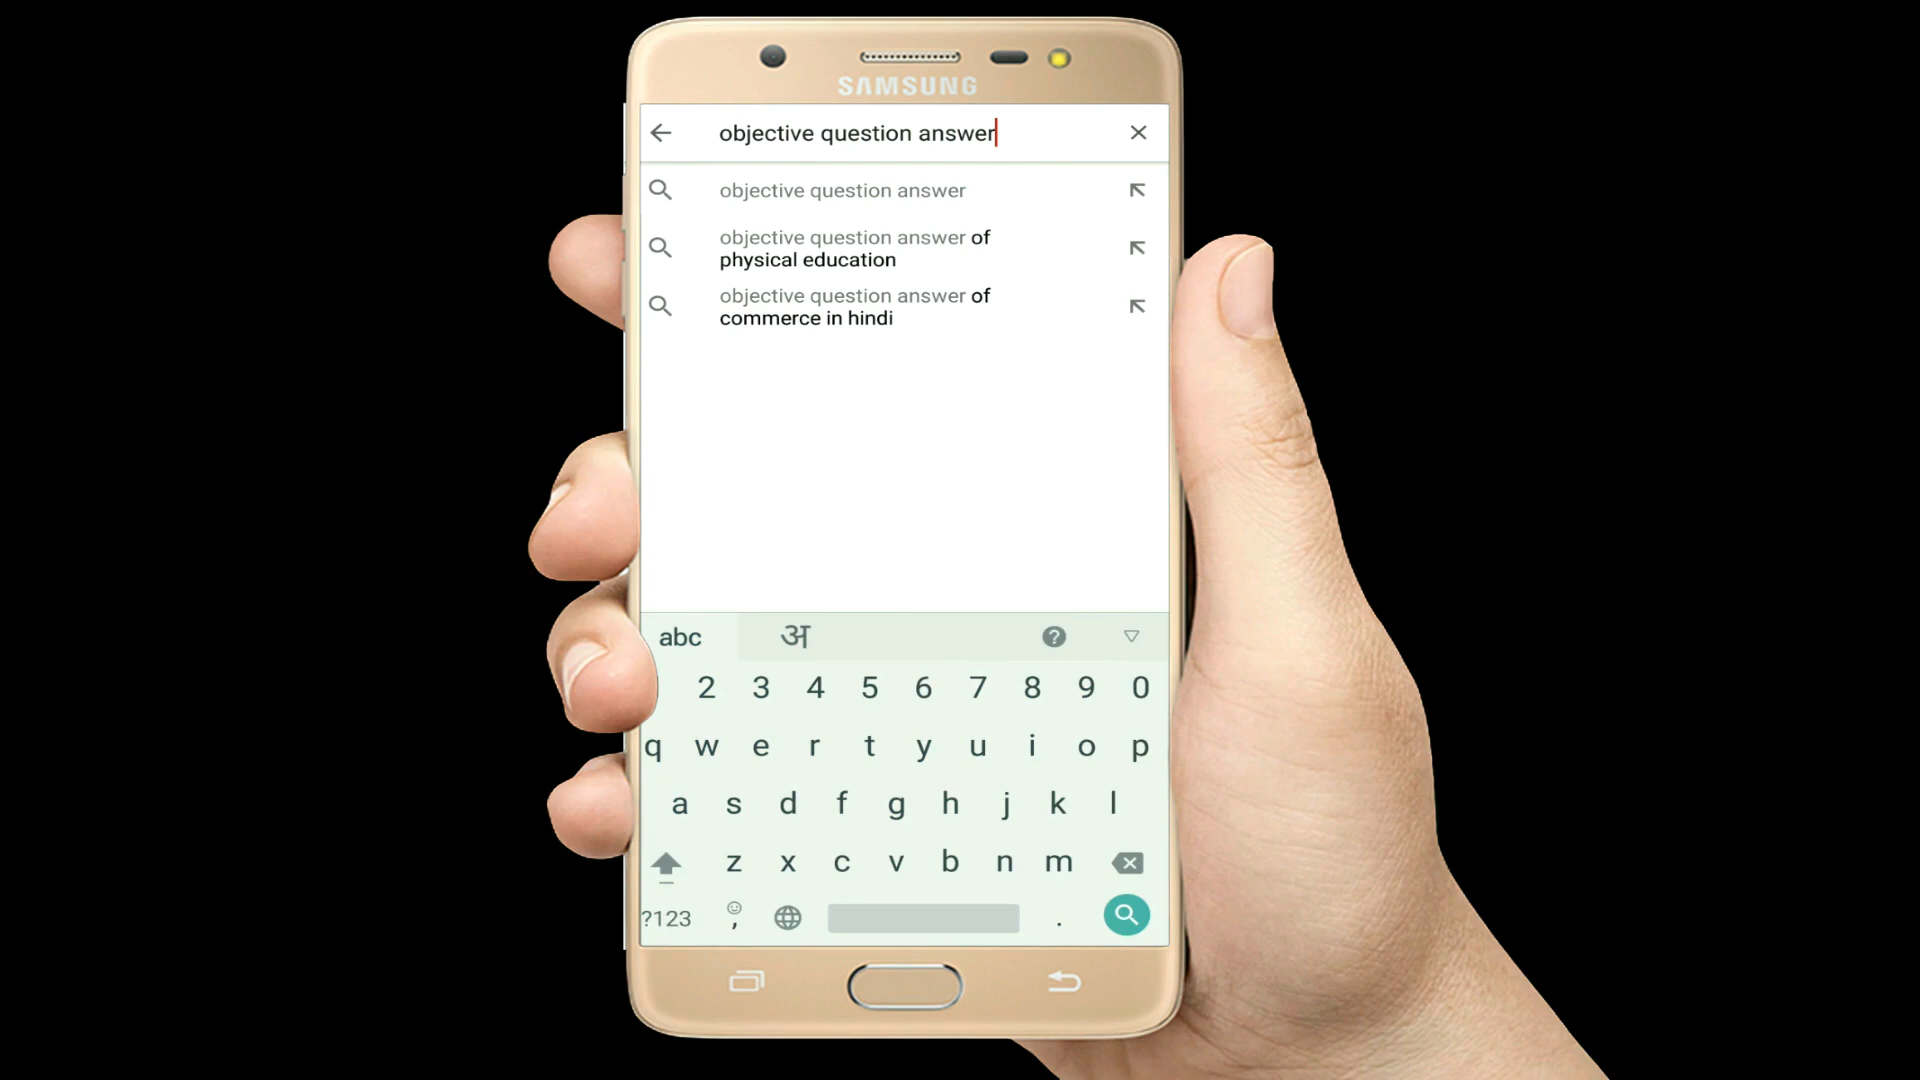 SAMSUNG
objective question answer
objective question answer
objective question answer of
physical education
objective question answer of
commerce in hindi
abc अ
2 3 4 5 6 7 8 9 0
q w e r t y u i o p
a s d f g h j k l
z x c v b n m
?123 , .